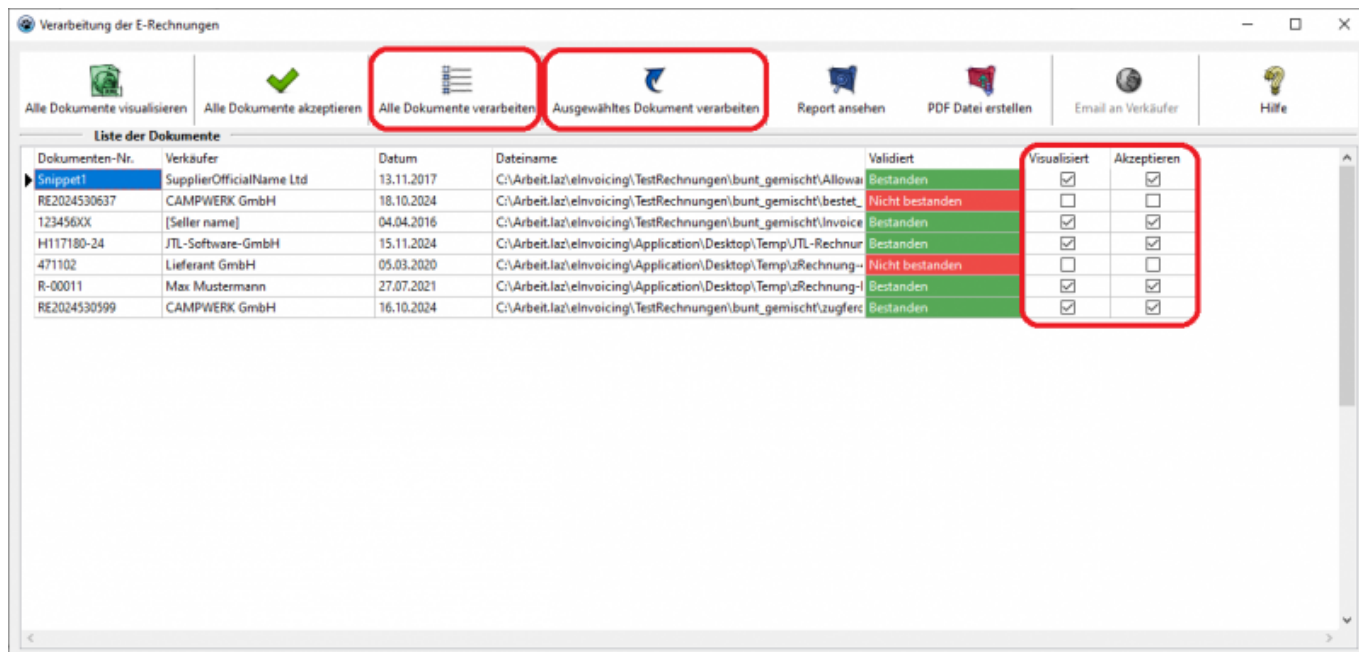 Verarbeitung der E-Rechnungen
Alle Dokumente visualisieren Alle Dokumente akzeptieren Alle Dokumente verarbeiten Ausgewähltes Dokument verarbeiten Report ansehen PDF Datei erstellen Email an Verkäufer Hilfe
Liste der Dokumente
Dokumenten-Nr. Verkäufer Datum Dateiname Validiert Visualisiert Akzeptieren
Snippet1 SupplierOfficialName Ltd 13.11.2017 C:\Arbeit.laz\eInvoicing\TestRechnungen\bunt_gemischt\Allowa Bestanden
RE2024530637 CAMPWERK GmbH 18.10.2024 C:\Arbeit.laz\eInvoicing\TestRechnungen\bunt_gemischt\bestet_ Nicht bestanden
123456XX [Seller name] 04.04.2016 C:\Arbeit.laz\eInvoicing\TestRechnungen\bunt_gemischt\Invoice Bestanden
H117180-24 JTL-Software-GmbH 15.11.2024 C:\Arbeit.laz\eInvoicing\Application\Desktop\Temp\JTL-Rechnur Bestanden
471102 Lieferant GmbH 05.03.2020 C:\Arbeit.laz\eInvoicing\Application\Desktop\Temp\zRechnung-- Nicht bestanden
R-00011 Max Mustermann 27.07.2021 C:\Arbeit.laz\eInvoicing\Application\Desktop\Temp\zRechnung-I Bestanden
RE2024530599 CAMPWERK GmbH 16.10.2024 C:\Arbeit.laz\eInvoicing\TestRechnungen\bunt_gemischt\zugferc Bestanden